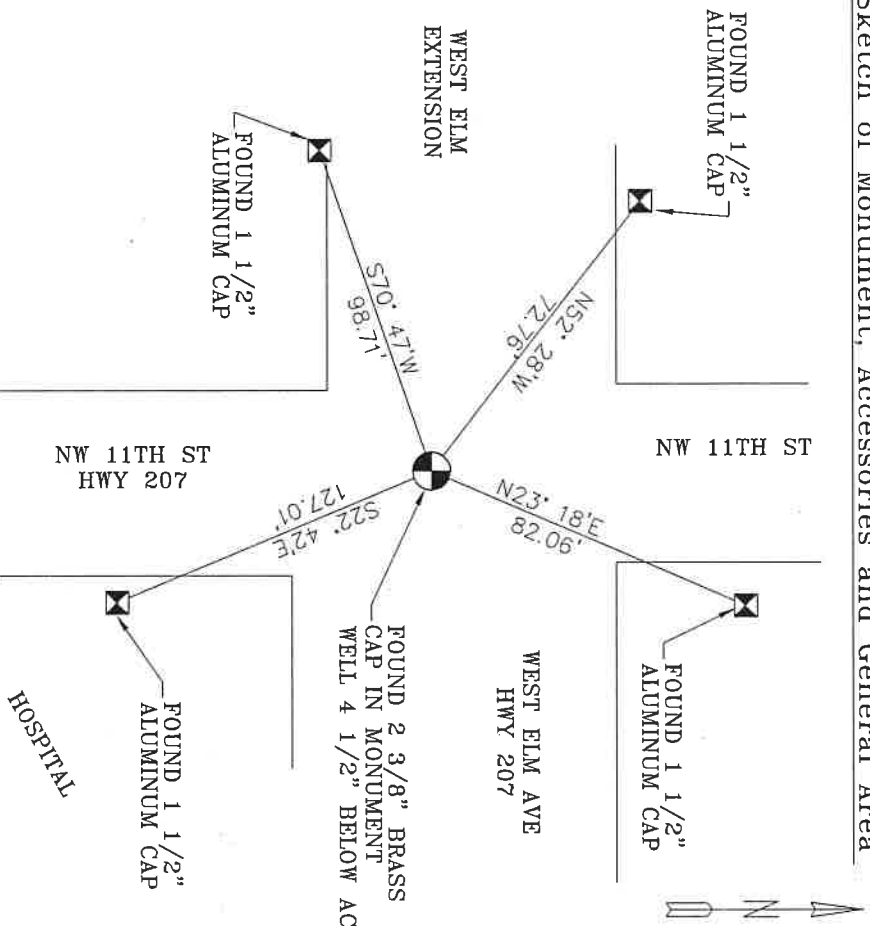 Sketch of Monument, Accessories and General Area
FOUND 1 1/2"
ALUMINUM CAP
NW 11TH ST
FOUND 1 1/2"
ALUMINUM CAP
N
N52° 28'W
72.76'
N23° 18'E
82.06'
WEST ELM
EXTENSION
WEST ELM AVE
HWY 207
S70° 47'W
98.71'
FOUND 1 1/2"
ALUMINUM CAP
FOUND 2 3/8" BRASS
CAP IN MONUMENT
WELL 4 1/2" BELOW AC
S22° 42'E
127.01'
NW 11TH ST
HWY 207
FOUND 1 1/2"
ALUMINUM CAP
HOSPITAL